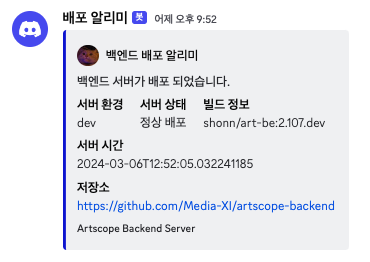 배포 알리미 봇 어제 오후 9:52
백엔드 배포 알리미
백엔드 서버가 배포 되었습니다.
서버 환경 서버 상태 빌드 정보
dev 정상 배포 shonn/art-be:2.107.dev
서버 시간
2024-03-06T12:52:05.032241185
저장소
https://github.com/Media-XI/artscope-backend
Artscope Backend Server